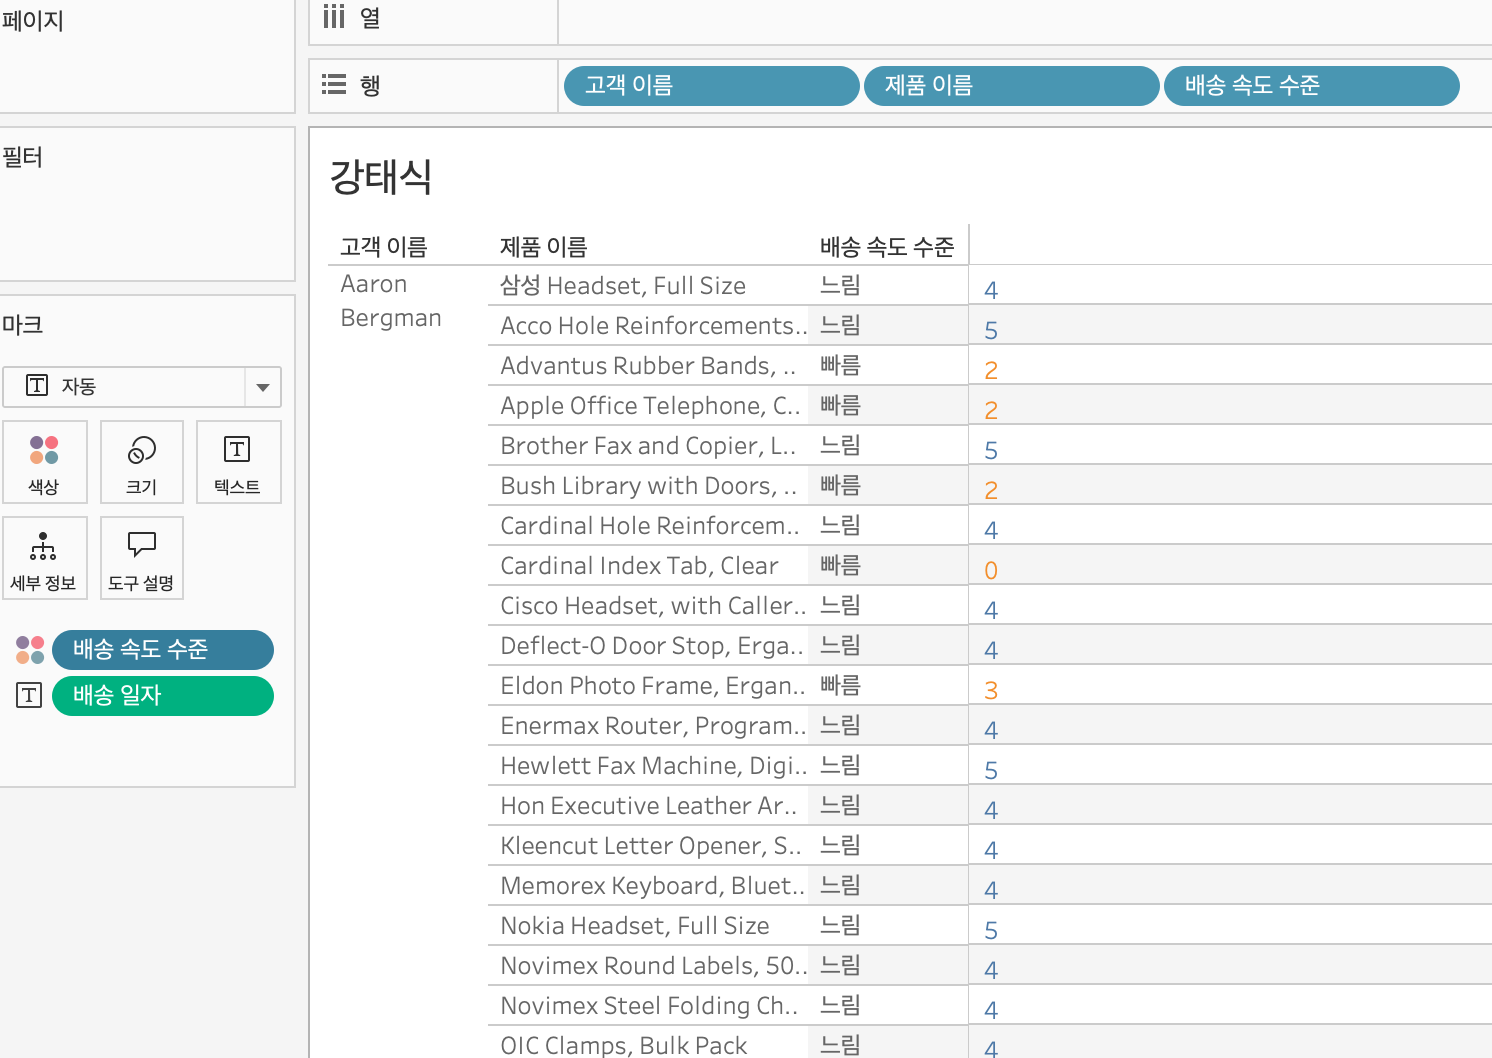 페이지
열
행
고객 이름
제품 이름
배송 속도 수준
필터
마크
자동
색상
크기
텍스트
세부 정보
도구 설명
배송 속도 수준
배송 일자
강태식
고객 이름 제품 이름 배송 속도 수준
Aaron Bergman 삼성 Headset, Full Size 느림 4
Acco Hole Reinforcements.. 느림 5
Advantus Rubber Bands, .. 빠름 2
Apple Office Telephone, C.. 빠름 2
Brother Fax and Copier, L.. 느림 5
Bush Library with Doors, .. 빠름 2
Cardinal Hole Reinforcem.. 느림 4
Cardinal Index Tab, Clear 빠름 0
Cisco Headset, with Caller.. 느림 4
Deflect-O Door Stop, Erga.. 느림 4
Eldon Photo Frame, Ergan.. 빠름 3
Enermax Router, Program.. 느림 4
Hewlett Fax Machine, Digi.. 느림 5
Hon Executive Leather Ar.. 느림 4
Kleencut Letter Opener, S.. 느림 4
Memorex Keyboard, Bluet.. 느림 4
Nokia Headset, Full Size 느림 5
Novimex Round Labels, 50.. 느림 4
Novimex Steel Folding Ch.. 느림 4
OIC Clamps, Bulk Pack 느림 4